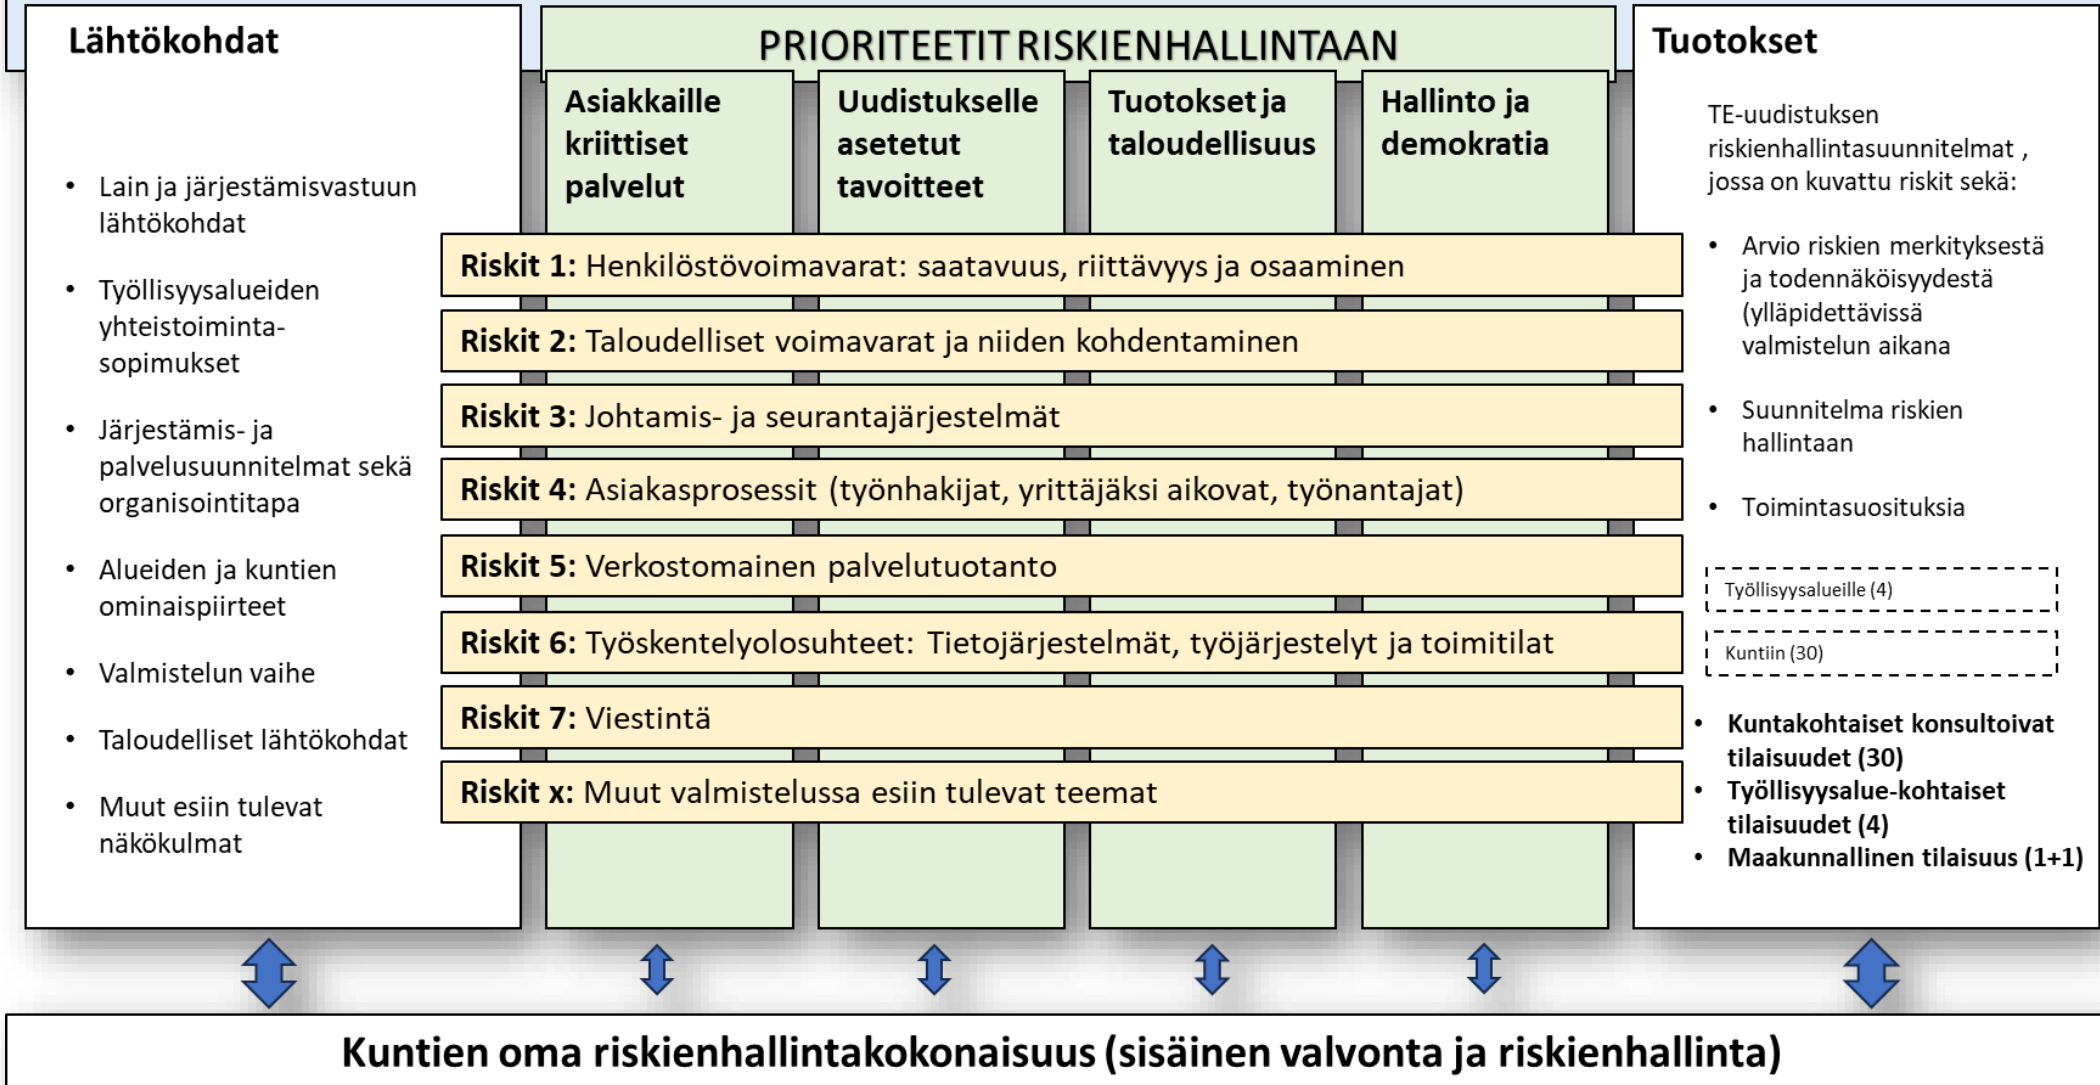 Lähtökohdat
• Lain ja järjestämisvastuun
lähtökohdat
• Työllisyysalueiden
yhteistoiminta-
sopimukset
• Järjestämis- ja
palvelusuunnitelmat sekä
organisointitapa
• Alueiden ja kuntien
ominaispiirteet
• Valmistelun vaihe
• Taloudelliset lähtökohdat
• Muut esiin tulevat
näkökulmat
PRIORITEETIT RISKIENHALLINTAAN
Asiakkaille
kriittiset
palvelut
Uudistukselle
asetetut
tavoitteet
Tuotokset ja
taloudellisuus
Hallinto ja
demokratia
Riskit 1: Henkilöstövoimavarat: saatavuus, riittävyys ja osaaminen
Riskit 2: Taloudelliset voimavarat ja niiden kohdentaminen
Riskit 3: Johtamis- ja seurantajärjestelmät
Riskit 4: Asiakasprosessit (työnhakijat, yrittäjäksi aikovat, työnantajat)
Riskit 5: Verkostomainen palvelutuotanto
Riskit 6: Työskentelyolosuhteet: Tietojärjestelmät, työjärjestelyt ja toimitilat
Riskit 7: Viestintä
Riskit x: Muut valmistelussa esiin tulevat teemat
Tuotokset
TE-uudistuksen
riskienhallintasuunnitelmat ,
jossa on kuvattu riskit sekä:
• Arvio riskien merkityksestä
ja todennäköisyydestä
(ylläpidettävissä
valmistelun aikana
• Suunnitelma riskien
hallintaan
• Toimintasuosituksia
Työllisyysalueille (4)
Kuntiin (30)
• Kuntakohtaiset konsultoivat
tilaisuudet (30)
• Työllisyysalue-kohtaiset
tilaisuudet (4)
• Maakunnallinen tilaisuus (1+1)
Kuntien oma riskienhallintakokonaisuus (sisäinen valvonta ja riskienhallinta)